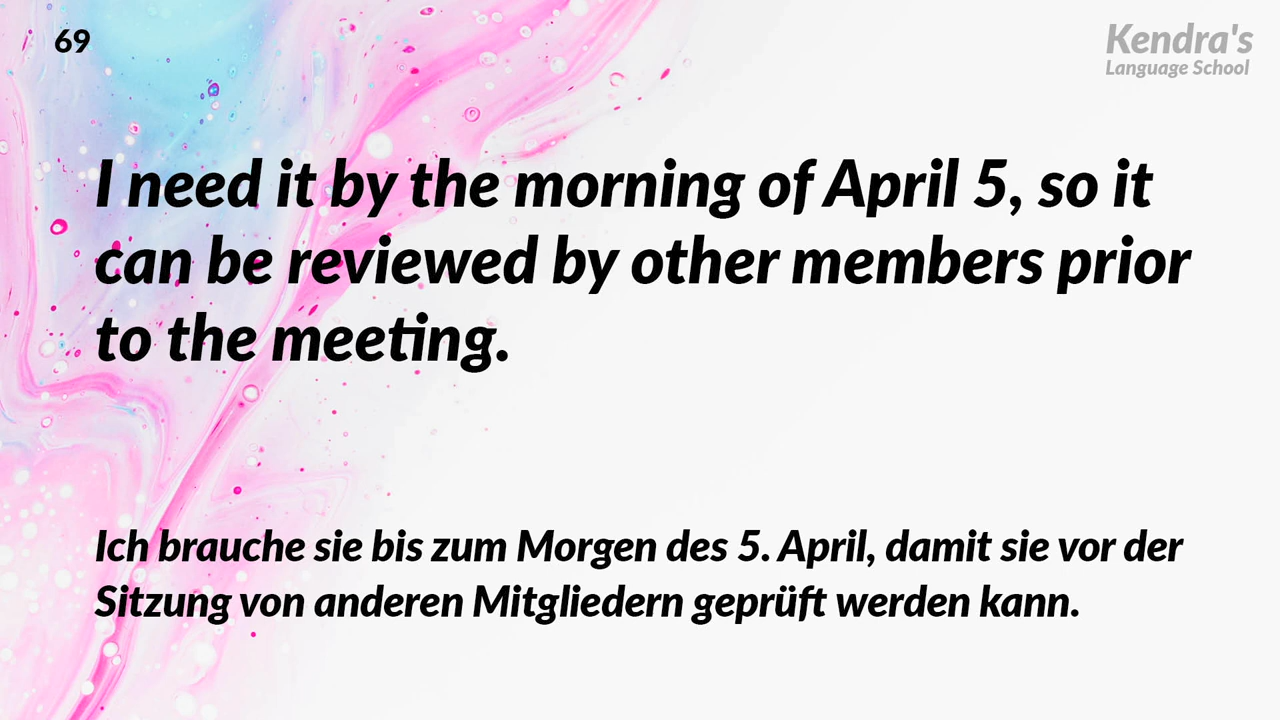 69
Kendra's
Language School
I need it by the morning of April 5, so it
can be reviewed by other members prior
to the meeting.
Ich brauche sie bis zum Morgen des 5. April, damit sie vor der
Sitzung von anderen Mitgliedern geprüft werden kann.